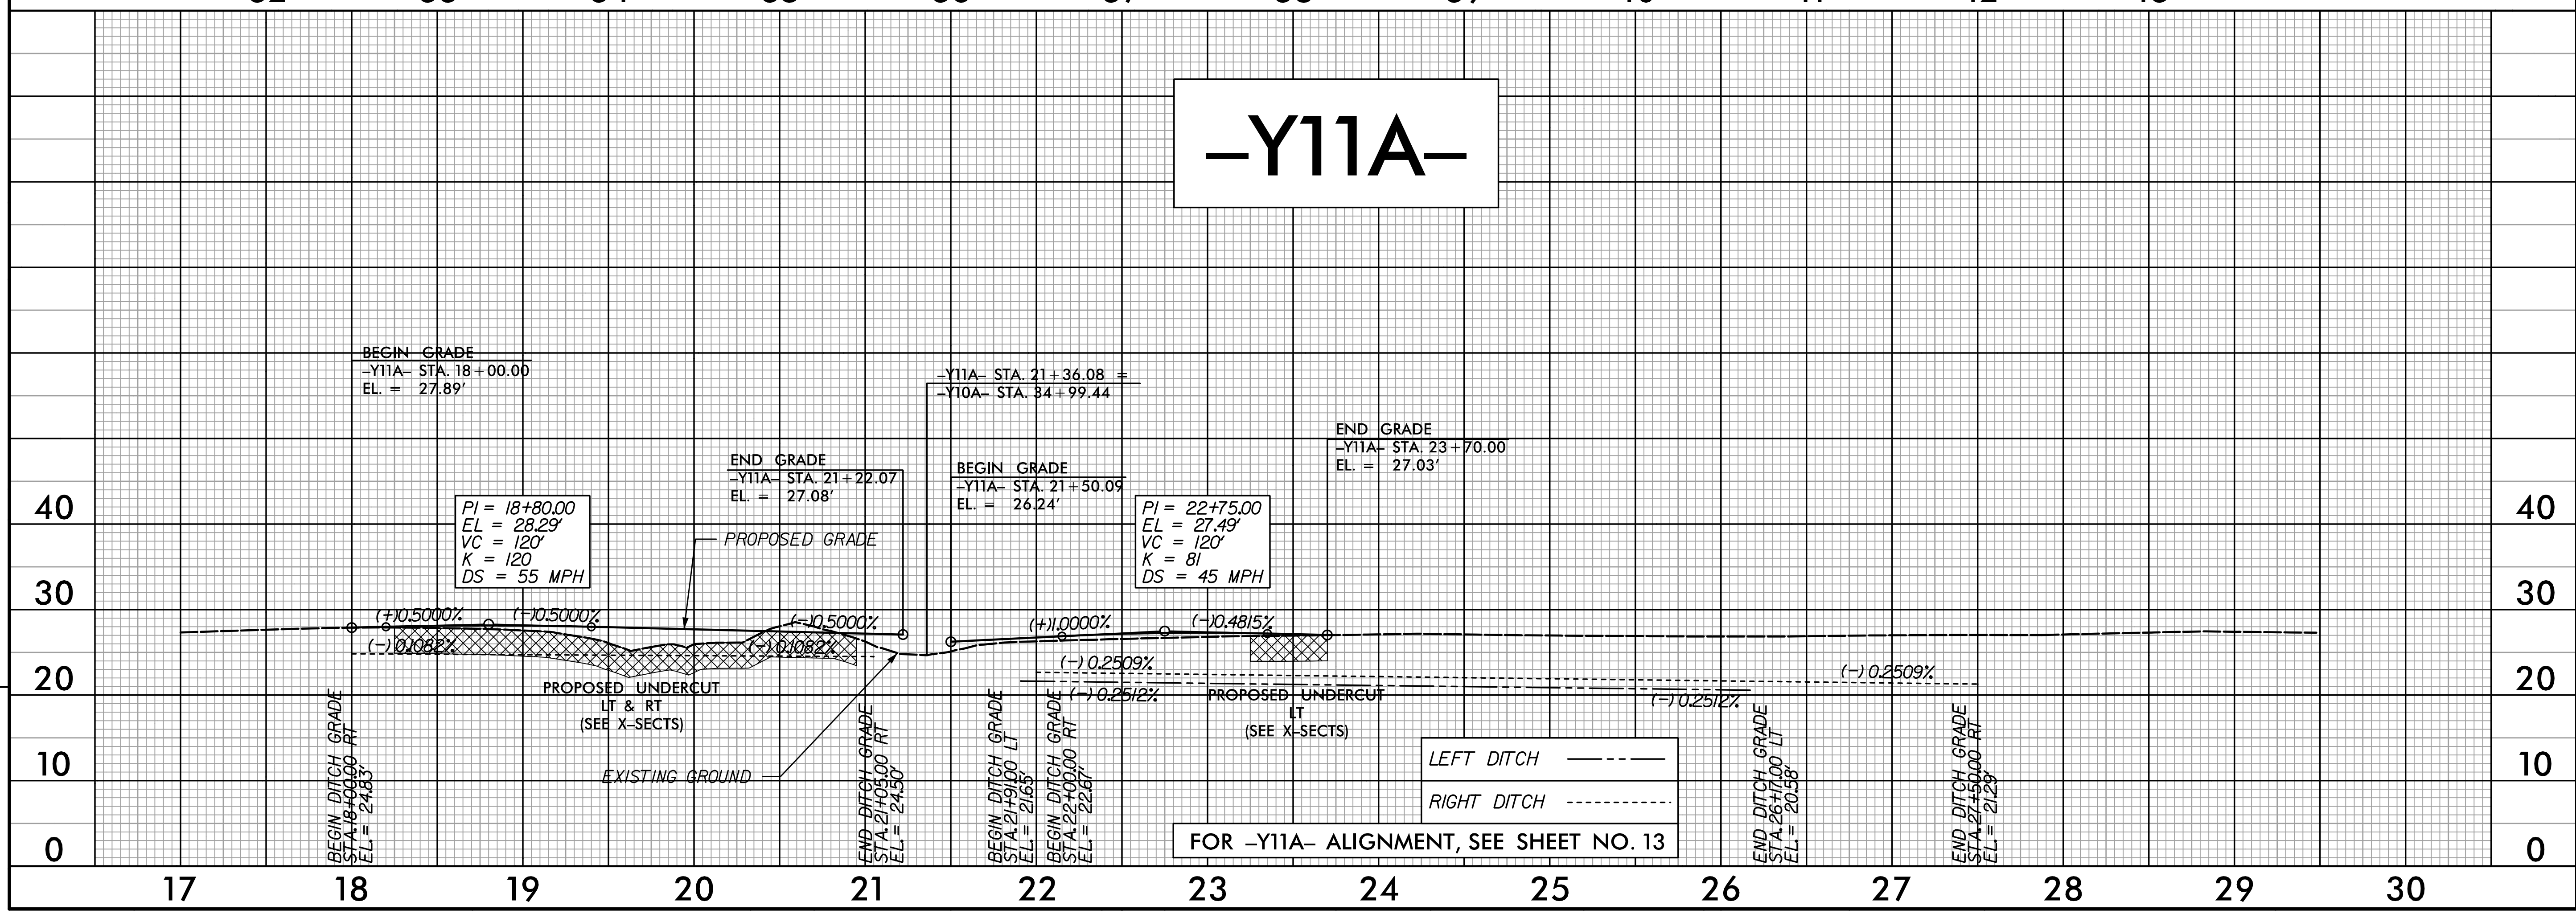 –Y11A–
BEGIN GRADE
–Y11A– STA. 18+00.00
EL. = 27.89'
–Y11A– STA. 21+36.08 =
–Y10A– STA. 34+99.44
END GRADE
–Y11A– STA. 23+70.00
EL. = 27.03'
END GRADE
–Y11A– STA. 21+22.07
EL. = 27.08'
BEGIN GRADE
–Y11A– STA. 21+50.09
EL. = 26.24'
PI = 18+80.00
EL = 28.29'
VC = 120'
K = 120
DS = 55 MPH
PI = 22+75.00
EL = 27.49'
VC = 120'
K = 81
DS = 45 MPH
PROPOSED GRADE
40
40
30
30
20
20
10
10
0
0
(+)0.5000%
(-)0.5000%
(-)0.5000%
(+)1.0000%
(-)0.4815%
(-)0.1082%
(-)0.1082%
(-)0.2509%
(-)0.2509%
(-)0.2512%
(-)0.2512%
PROPOSED UNDERCUT
LT & RT
(SEE X–SECTS)
PROPOSED UNDERCUT
LT
(SEE X–SECTS)
EXISTING GROUND
BEGIN DITCH GRADE
STA.18+00.00 RT
EL.= 24.83'
END DITCH GRADE
STA.21+05.00 RT
EL.= 24.50'
BEGIN DITCH GRADE
STA.21+91.00 LT
EL.= 21.65'
BEGIN DITCH GRADE
STA.22+00.00 RT
EL.= 22.67'
END DITCH GRADE
STA.26+17.00 LT
EL.= 20.58'
END DITCH GRADE
STA.27+50.00 RT
EL.= 21.29'
LEFT DITCH
RIGHT DITCH
FOR –Y11A– ALIGNMENT, SEE SHEET NO. 13
17 18 19 20 21 22 23 24 25 26 27 28 29 30